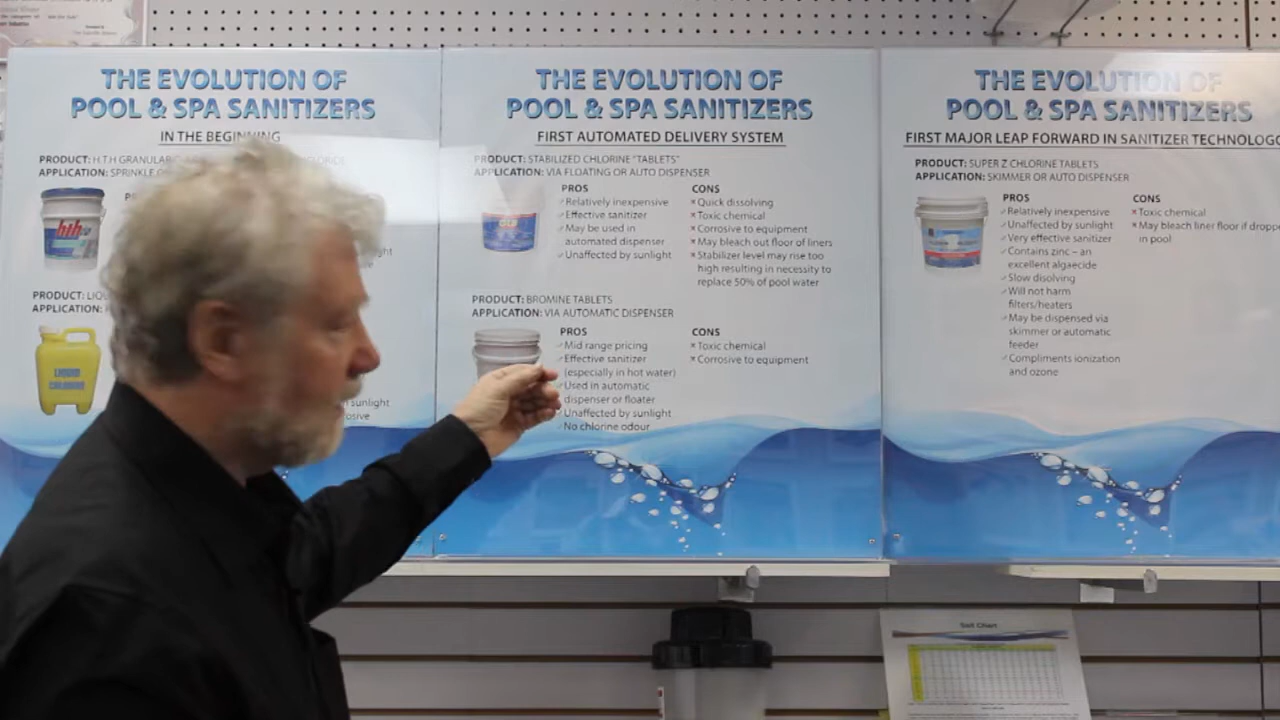 THE EVOLUTION OF
POOL & SPA SANITIZERS
IN THE BEGINNING
PRODUCT: H.T.H GRANULAR
APPLICATION: SPRINKLE
hth
PRODUCT:
APPLICATION:
LIQUID
CHLORINE
sunlight
THE EVOLUTION OF
POOL & SPA SANITIZERS
FIRST AUTOMATED DELIVERY SYSTEM
PRODUCT: STABILIZED CHLORINE "TABLETS"
APPLICATION: VIA FLOATING OR AUTO DISPENSER
PROS
Relatively inexpensive
Effective sanitizer
May be used in
automated dispenser
Unaffected by sunlight
CONS
Quick dissolving
Toxic chemical
Corrosive to equipment
May bleach out floor of liners
Stabilizer level may rise too
high resulting in necessity to
replace 50% of pool water
PRODUCT: BROMINE TABLETS
APPLICATION: VIA AUTOMATIC DISPENSER
PROS
Mid range pricing
Effective sanitizer
(especially in hot water)
Used in automatic
dispenser or floater
Unaffected by sunlight
No chlorine odour
CONS
Toxic chemical
Corrosive to equipment
THE EVOLUTION OF
POOL & SPA SANITIZERS
FIRST MAJOR LEAP FORWARD IN SANITIZER TECHNOLOG
PRODUCT: SUPER Z CHLORINE TABLETS
APPLICATION: SKIMMER OR AUTO DISPENSER
PROS
Relatively inexpensive
Unaffected by sunlight
Very effective sanitizer
Contains zinc – an
excellent algaecide
Slow disolving
Will not harm
filters/heaters
May be dispensed via
skimmer or automatic
feeder
Compliments ionization
and ozone
CONS
Toxic chemical
May bleach liner floor if droppe
in pool
Salt Chart